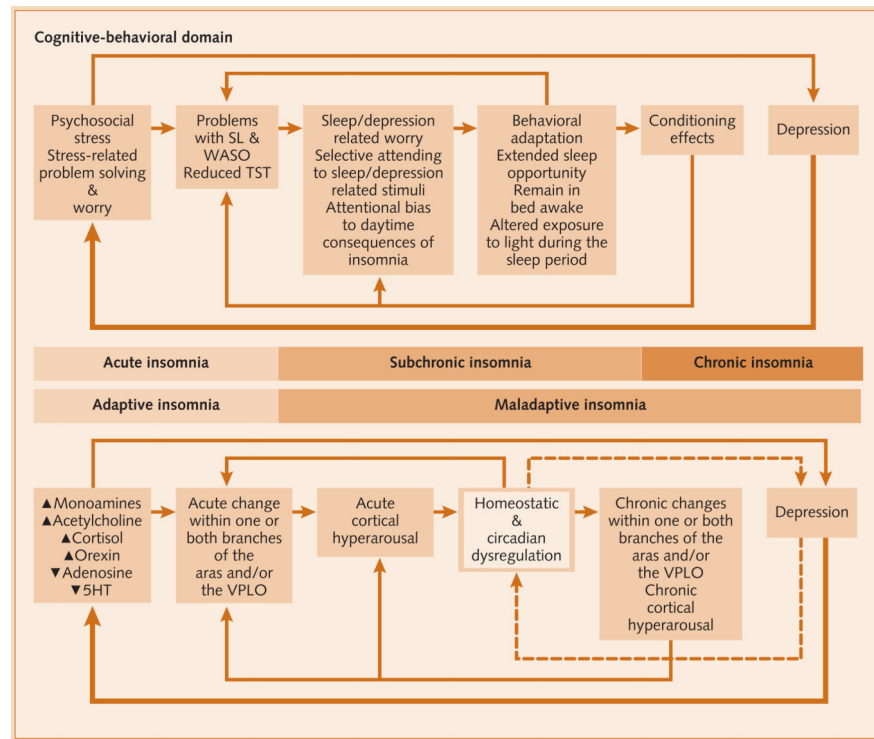 Cognitive-behavioral domain
Psychosocial
stress
Stress-related
problem solving
&
worry
Problems
with SL &
WASO
Reduced TST
Sleep/depression
related worry
Selective attending
to sleep/depression
related stimuli
Attentional bias
to daytime
consequences of
insomnia
Behavioral
adaptation
Extended sleep
opportunity
Remain in
bed awake
Altered exposure
to light during the
sleep period
Conditioning
effects
Depression
Acute insomnia
Subchronic insomnia
Chronic insomnia
Adaptive insomnia
Maladaptive insomnia
▲Monoamines
▲Acetylcholine
▲Cortisol
▲Orexin
▼Adenosine
▼5HT
Acute change
within one or
both branches
of the
aras and/or
the VPLO
Acute
cortical
hyperarousal
Homeostatic
&
circadian
dysregulation
Chronic changes
within one or both
branches of the
aras and/or
the VPLO
Chronic
cortical
hyperarousal
Depression